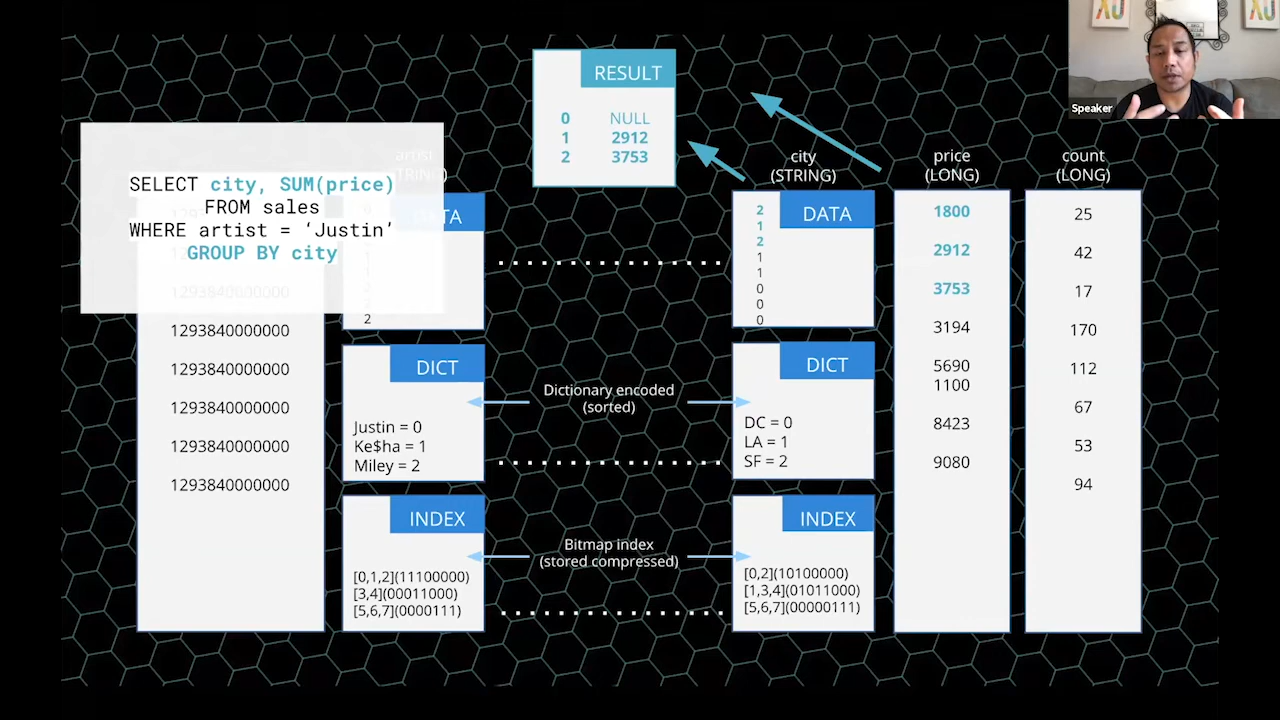 Speaker
RESULT
0 NULL
1 2912
2 3753
SELECT city, SUM(price)
FROM sales
WHERE artist = ‘Justin’
GROUP BY city
1293840000000
1293840000000
1293840000000
1293840000000
1293840000000
1293840000000
artist
2
DICT
Justin = 0
Ke$ha = 1
Miley = 2
INDEX
[0,1,2](11100000)
[3,4](00011000)
[5,6,7](0000111)
Dictionary encoded
(sorted)
Bitmap index
(stored compressed)
city
(STRING)
DATA
2
1
2
1
1
0
0
0
DICT
DC = 0
LA = 1
SF = 2
INDEX
[0,2](10100000)
[1,3,4](01011000)
[5,6,7](00000111)
price
(LONG)
1800
2912
3753
3194
5690
1100
8423
9080
count
(LONG)
25
42
17
170
112
67
53
94